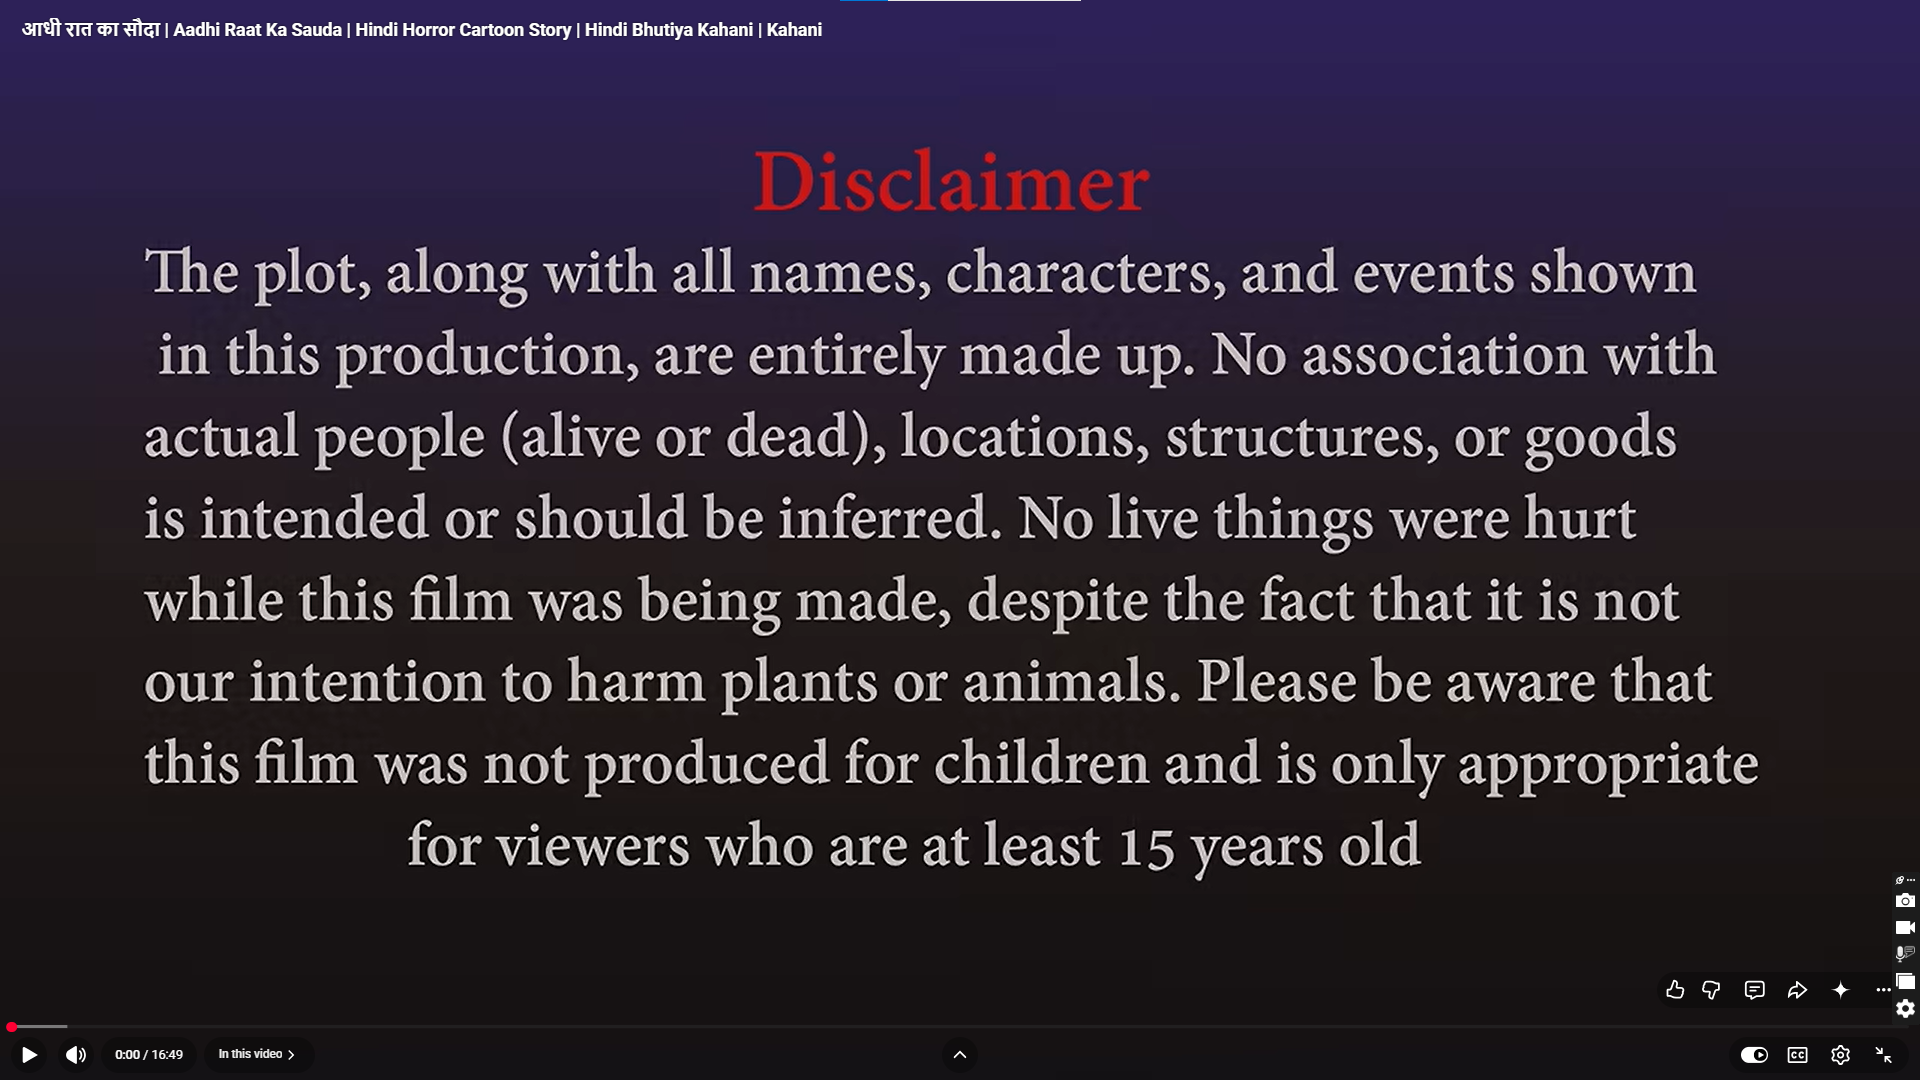 आधी रात का सौदा | Aadhi Raat Ka Sauda | Hindi Horror Cartoon Story | Hindi Bhutiya Kahani | Kahani
Disclaimer
The plot, along with all names, characters, and events shown
in this production, are entirely made up. No association with
actual people (alive or dead), locations, structures, or goods
is intended or should be inferred. No live things were hurt
while this film was being made, despite the fact that it is not
our intention to harm plants or animals. Please be aware that
this film was not produced for children and is only appropriate
for viewers who are at least 15 years old
0:00 / 16:49
In this video
CC